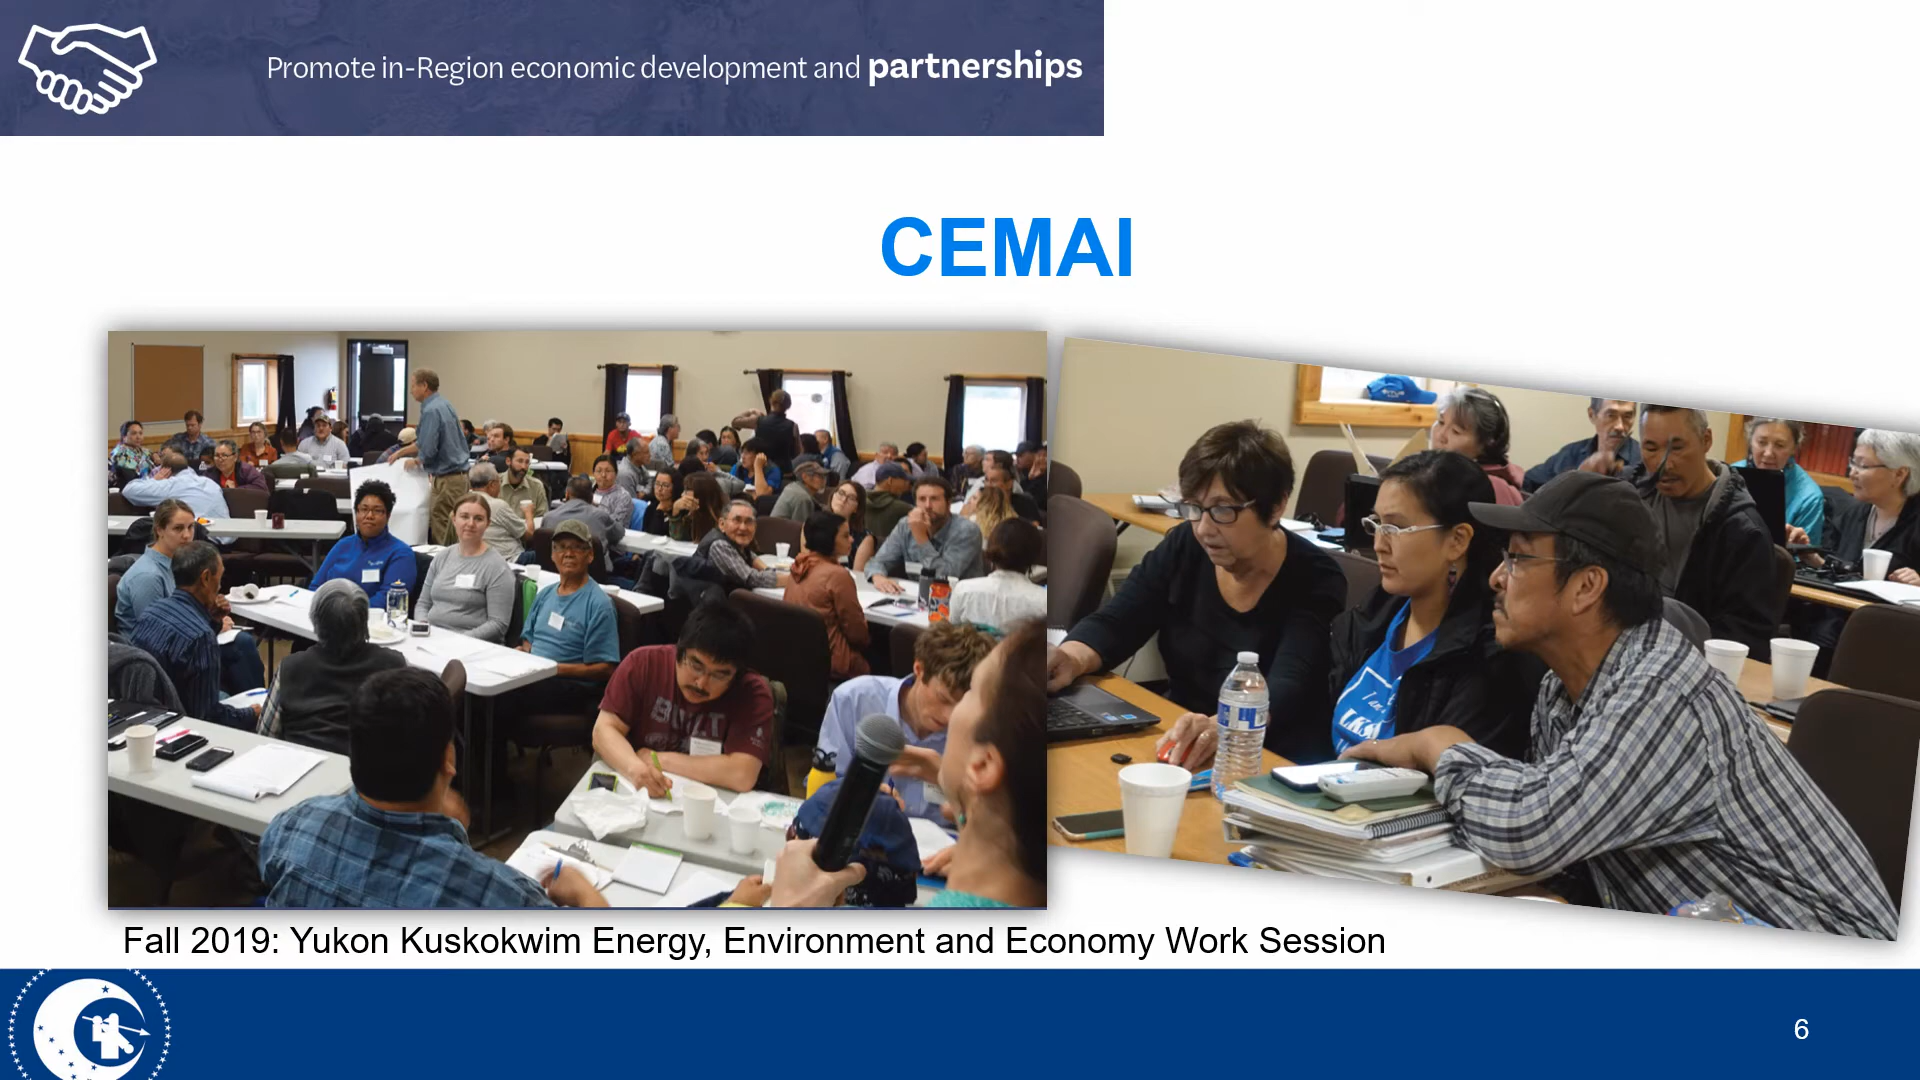 Promote in-Region economic development and partnerships
CEMAI
BUILT
Fall 2019: Yukon Kuskokwim Energy, Environment and Economy Work Session
6